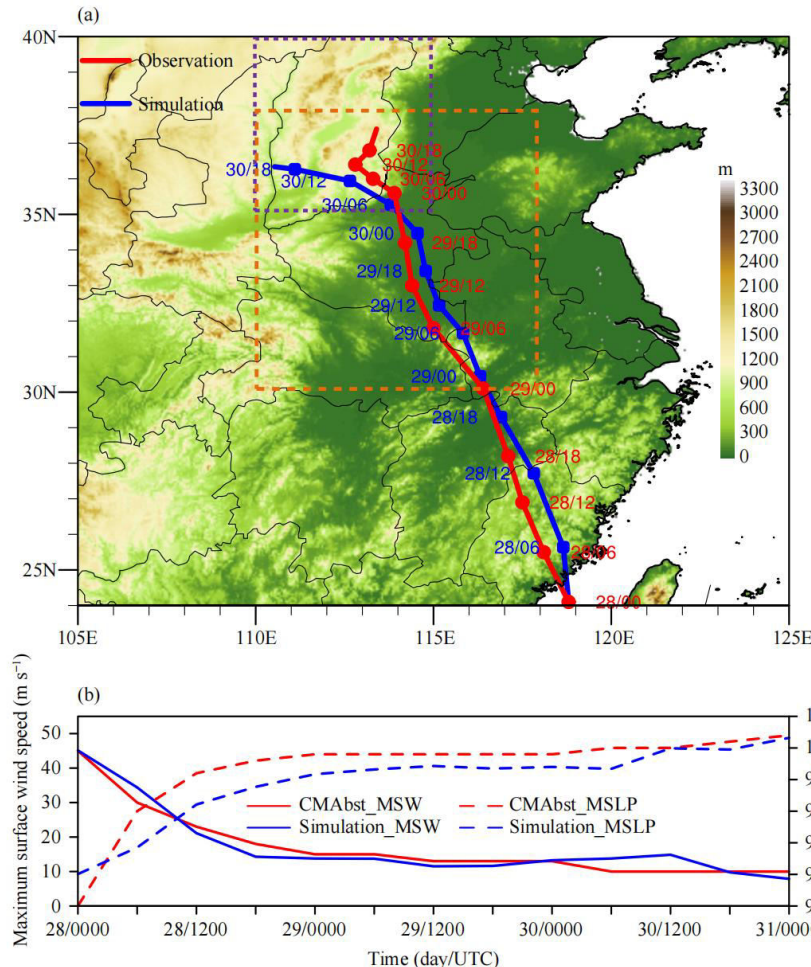 (a)
40N
Observation
Simulation
30/18
30/12
30/18
30/12
30/06
30/00
30/06
m
3300
3000
2700
2400
2100
1800
1500
1200
900
600
300
0
35N
30/00
29/18
29/18
29/12
29/12
29/06
29/06
30N
29/00
29/00
28/18
28/18
28/12
28/12
28/06
28/06
25N
28/00
105E
110E
115E
120E
125E
(b)
Maximum surface wind speed (m s⁻¹)
50
40
30
20
10
0
CMAbst_MSW
CMAbst_MSLP
Simulation_MSW
Simulation_MSLP
28/0000
28/1200
29/0000
29/1200
30/0000
30/1200
31/000
Time (day/UTC)